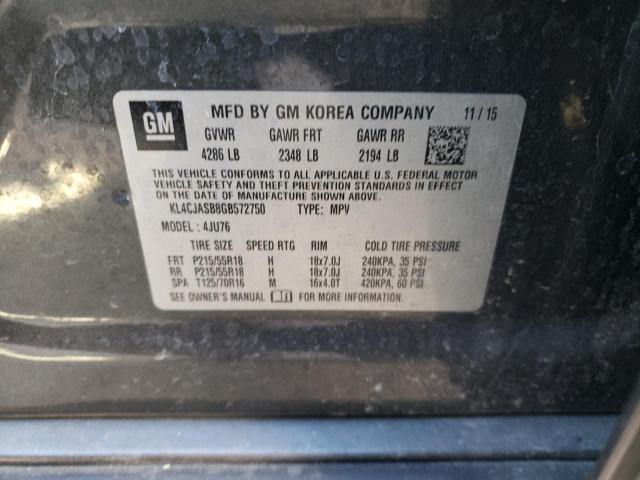 GM MFD BY GM KOREA COMPANY 11/15
GVWR GAWR FRT GAWR RR
4286 LB 2348 LB 2194 LB
THIS VEHICLE CONFORMS TO ALL APPLICABLE U.S. FEDERAL MOTOR
VEHICLE SAFETY AND THEFT PREVENTION STANDARDS IN EFFECT
ON THE DATE OF MANUFACTURE SHOWN ABOVE.
KL4CJASB8GB572750 TYPE: MPV
MODEL: 4JU76
TIRE SIZE SPEED RTG RIM COLD TIRE PRESSURE
FRT P215/55R18 H 18x7.0J 240KPA, 35 PSI
RR P215/55R18 H 18x7.0J 240KPA, 35 PSI
SPA T125/70R16 M 16x4.0T 420KPA, 60 PSI
SEE OWNER'S MANUAL FOR MORE INFORMATION.